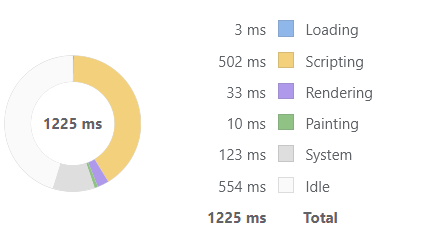 1225 ms
3 ms Loading
502 ms Scripting
33 ms Rendering
10 ms Painting
123 ms System
554 ms Idle
1225 ms Total